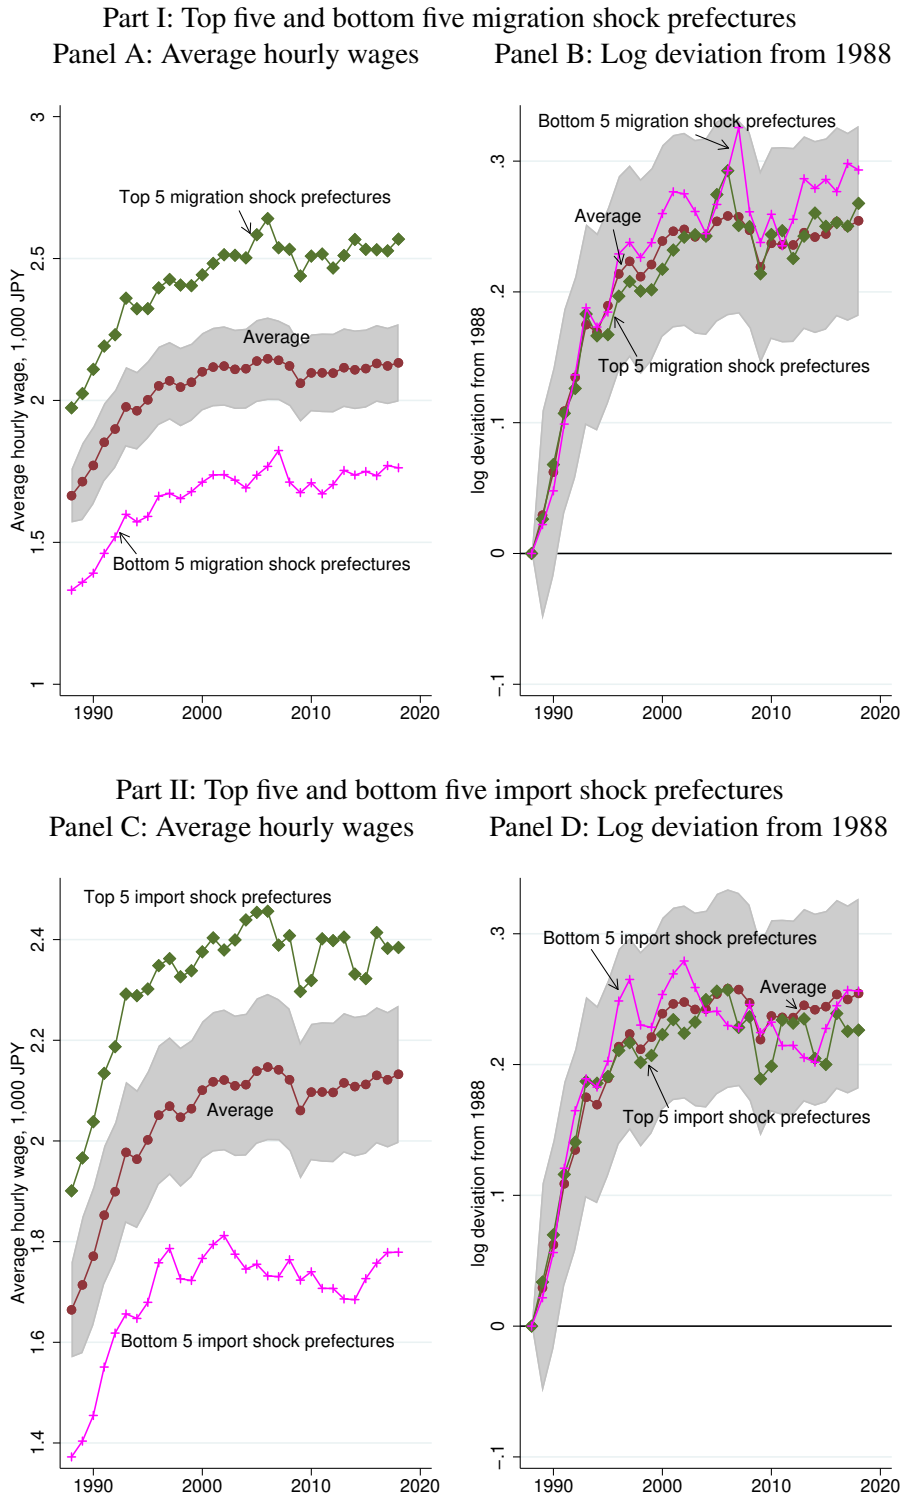 Part I: Top five and bottom five migration shock prefectures
Panel A: Average hourly wages
Panel B: Log deviation from 1988
Average hourly wage, 1,000 JPY
3
2.5
2
1.5
1
Top 5 migration shock prefectures
Average
Bottom 5 migration shock prefectures
1990 2000 2010 2020
log deviation from 1988
.3
.2
.1
0
-.1
Bottom 5 migration shock prefectures
Average
Top 5 migration shock prefectures
1990 2000 2010 2020
Part II: Top five and bottom five import shock prefectures
Panel C: Average hourly wages
Panel D: Log deviation from 1988
Average hourly wage, 1,000 JPY
2.4
2.2
2
1.8
1.6
1.4
Top 5 import shock prefectures
Average
Bottom 5 import shock prefectures
1990 2000 2010 2020
log deviation from 1988
.3
.2
.1
0
-.1
Bottom 5 import shock prefectures
Average
Top 5 import shock prefectures
1990 2000 2010 2020